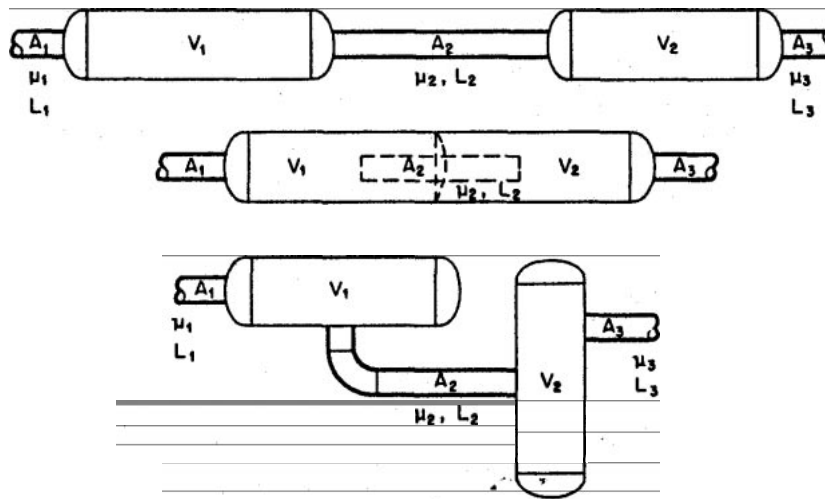 A₁ V₁ A₂ V₂ A₃
μ₁ μ₂, L₂ μ₃
L₁ L₃
A₁ V₁ A₂ V₂ A₃
μ₂, L₂
A₁ V₁
μ₁ A₃
L₁ μ₃
A₂ V₂ L₃
μ₂, L₂